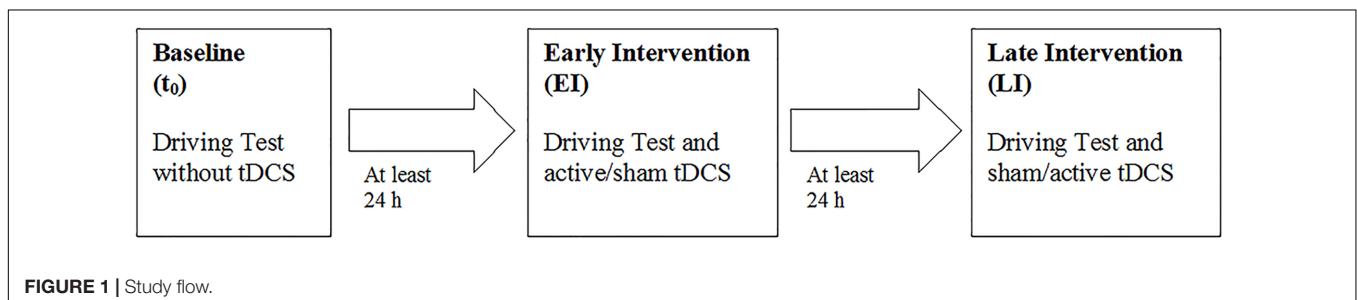 Baseline
(t₀)
Driving Test
without tDCS
At least
24 h
Early Intervention
(EI)
Driving Test and
active/sham tDCS
At least
24 h
Late Intervention
(LI)
Driving Test and
sham/active tDCS
FIGURE 1 | Study flow.